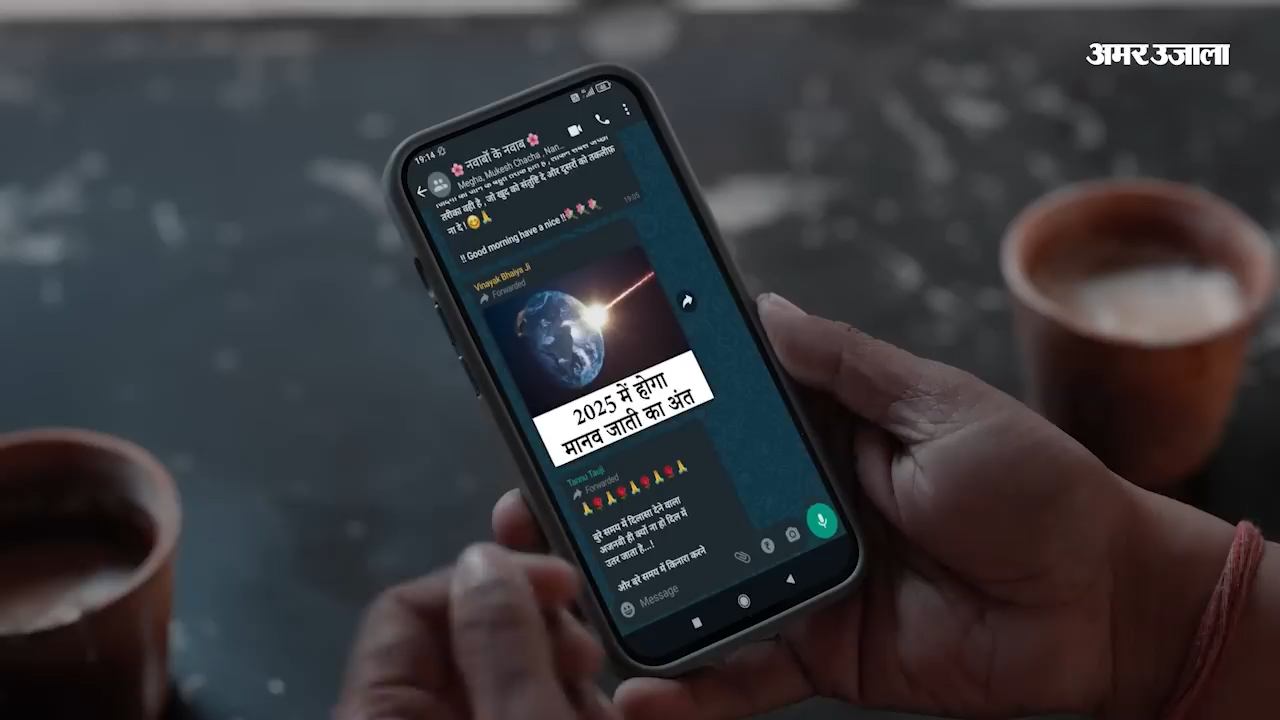 अमर उजाला
19:14
🌸 नवाबों के नवाब 🌸
Megha, Mukesh Chacha, Nan...
तरीका वही है, जो खुद को संतुष्टि दे और दूसरों को तकलीफ़
ना दे ! 😊🙏
19:05
!! Good morning have a nice !!💐💐💐
Vinayak Bhaiya Ji
Forwarded
2025 में होगा
मानव जाती का अंत
Tannu Tauji
Forwarded
🙏🌹🙏🌹🙏🌹🙏🌹🙏
बुरे समय में दिलासा देने वाला
अजनबी ही क्यों ना हो दिल में
उतर जाता है...!
और बुरे समय में किनारा करने
Message